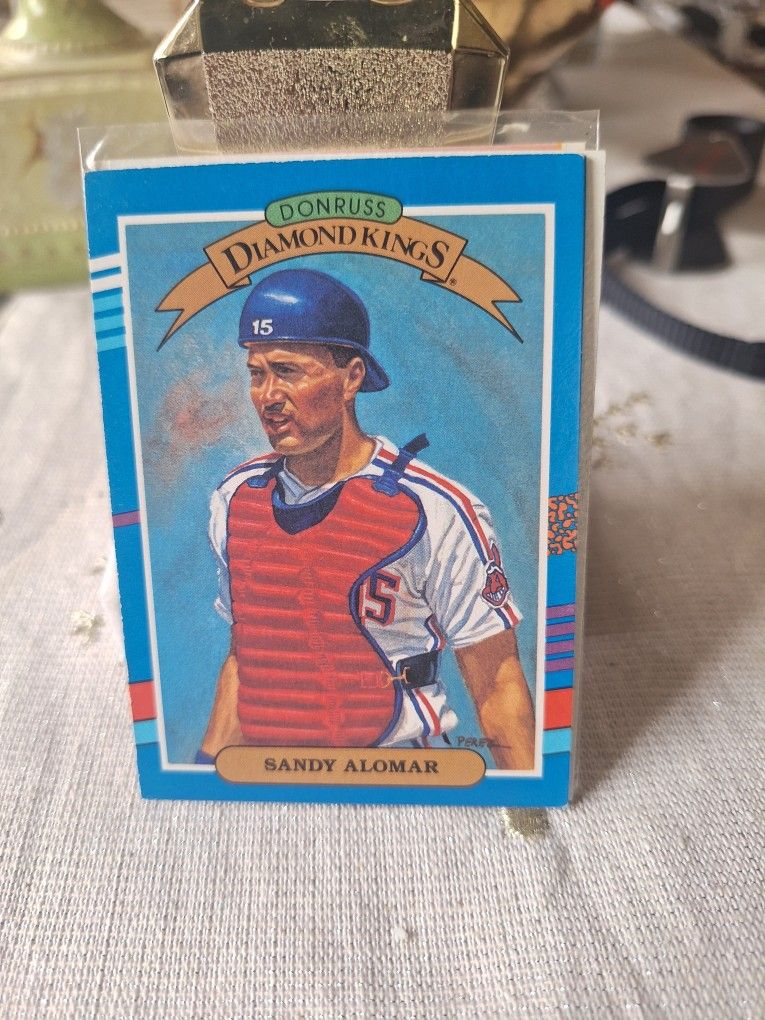 DONRUSS
DIAMOND KINGS®
15
15
PEREZ
SANDY ALOMAR